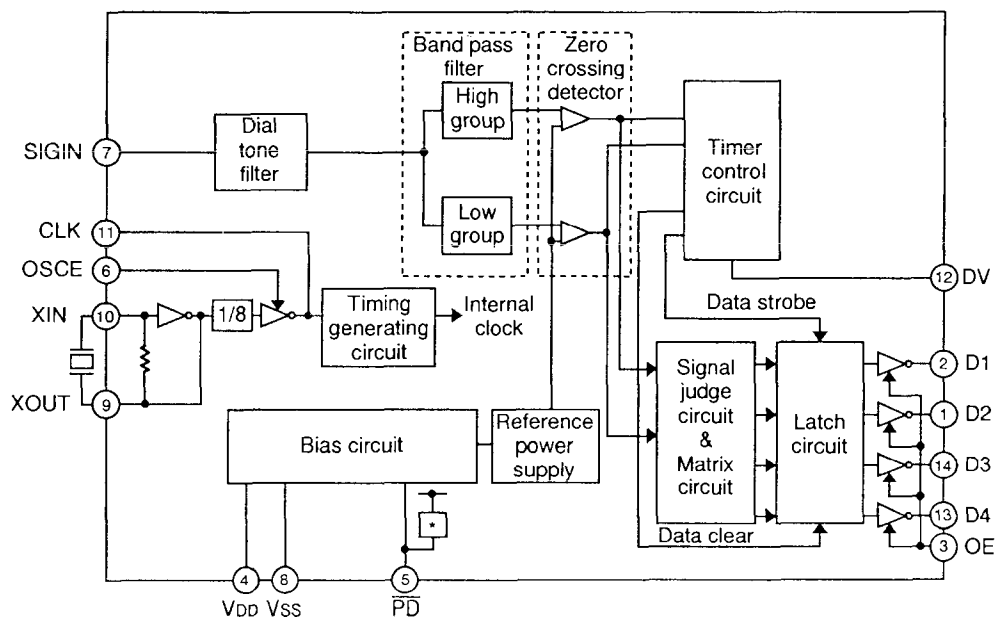 Band pass
filter
Zero
crossing
detector
High
group
Low
group
SIGIN
7
Dial
tone
filter
Timer
control
circuit
CLK
11
OSCE
6
XIN
10
1/8
Timing
generating
circuit
Internal
clock
XOUT
9
12
DV
Data strobe
Bias circuit
Reference
power
supply
Signal
judge
circuit
&
Matrix
circuit
Latch
circuit
2
D1
1
D2
14
D3
13
D4
3
OE
*
Data clear
4
8
5
VDD
VSS
PD